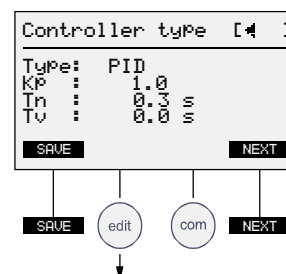 Controller type [◀ ]
Type: PID
Kp : 1.0
Tn : 0.3 s
Tv : 0.0 s
SAVE NEXT
SAVE edit com NEXT